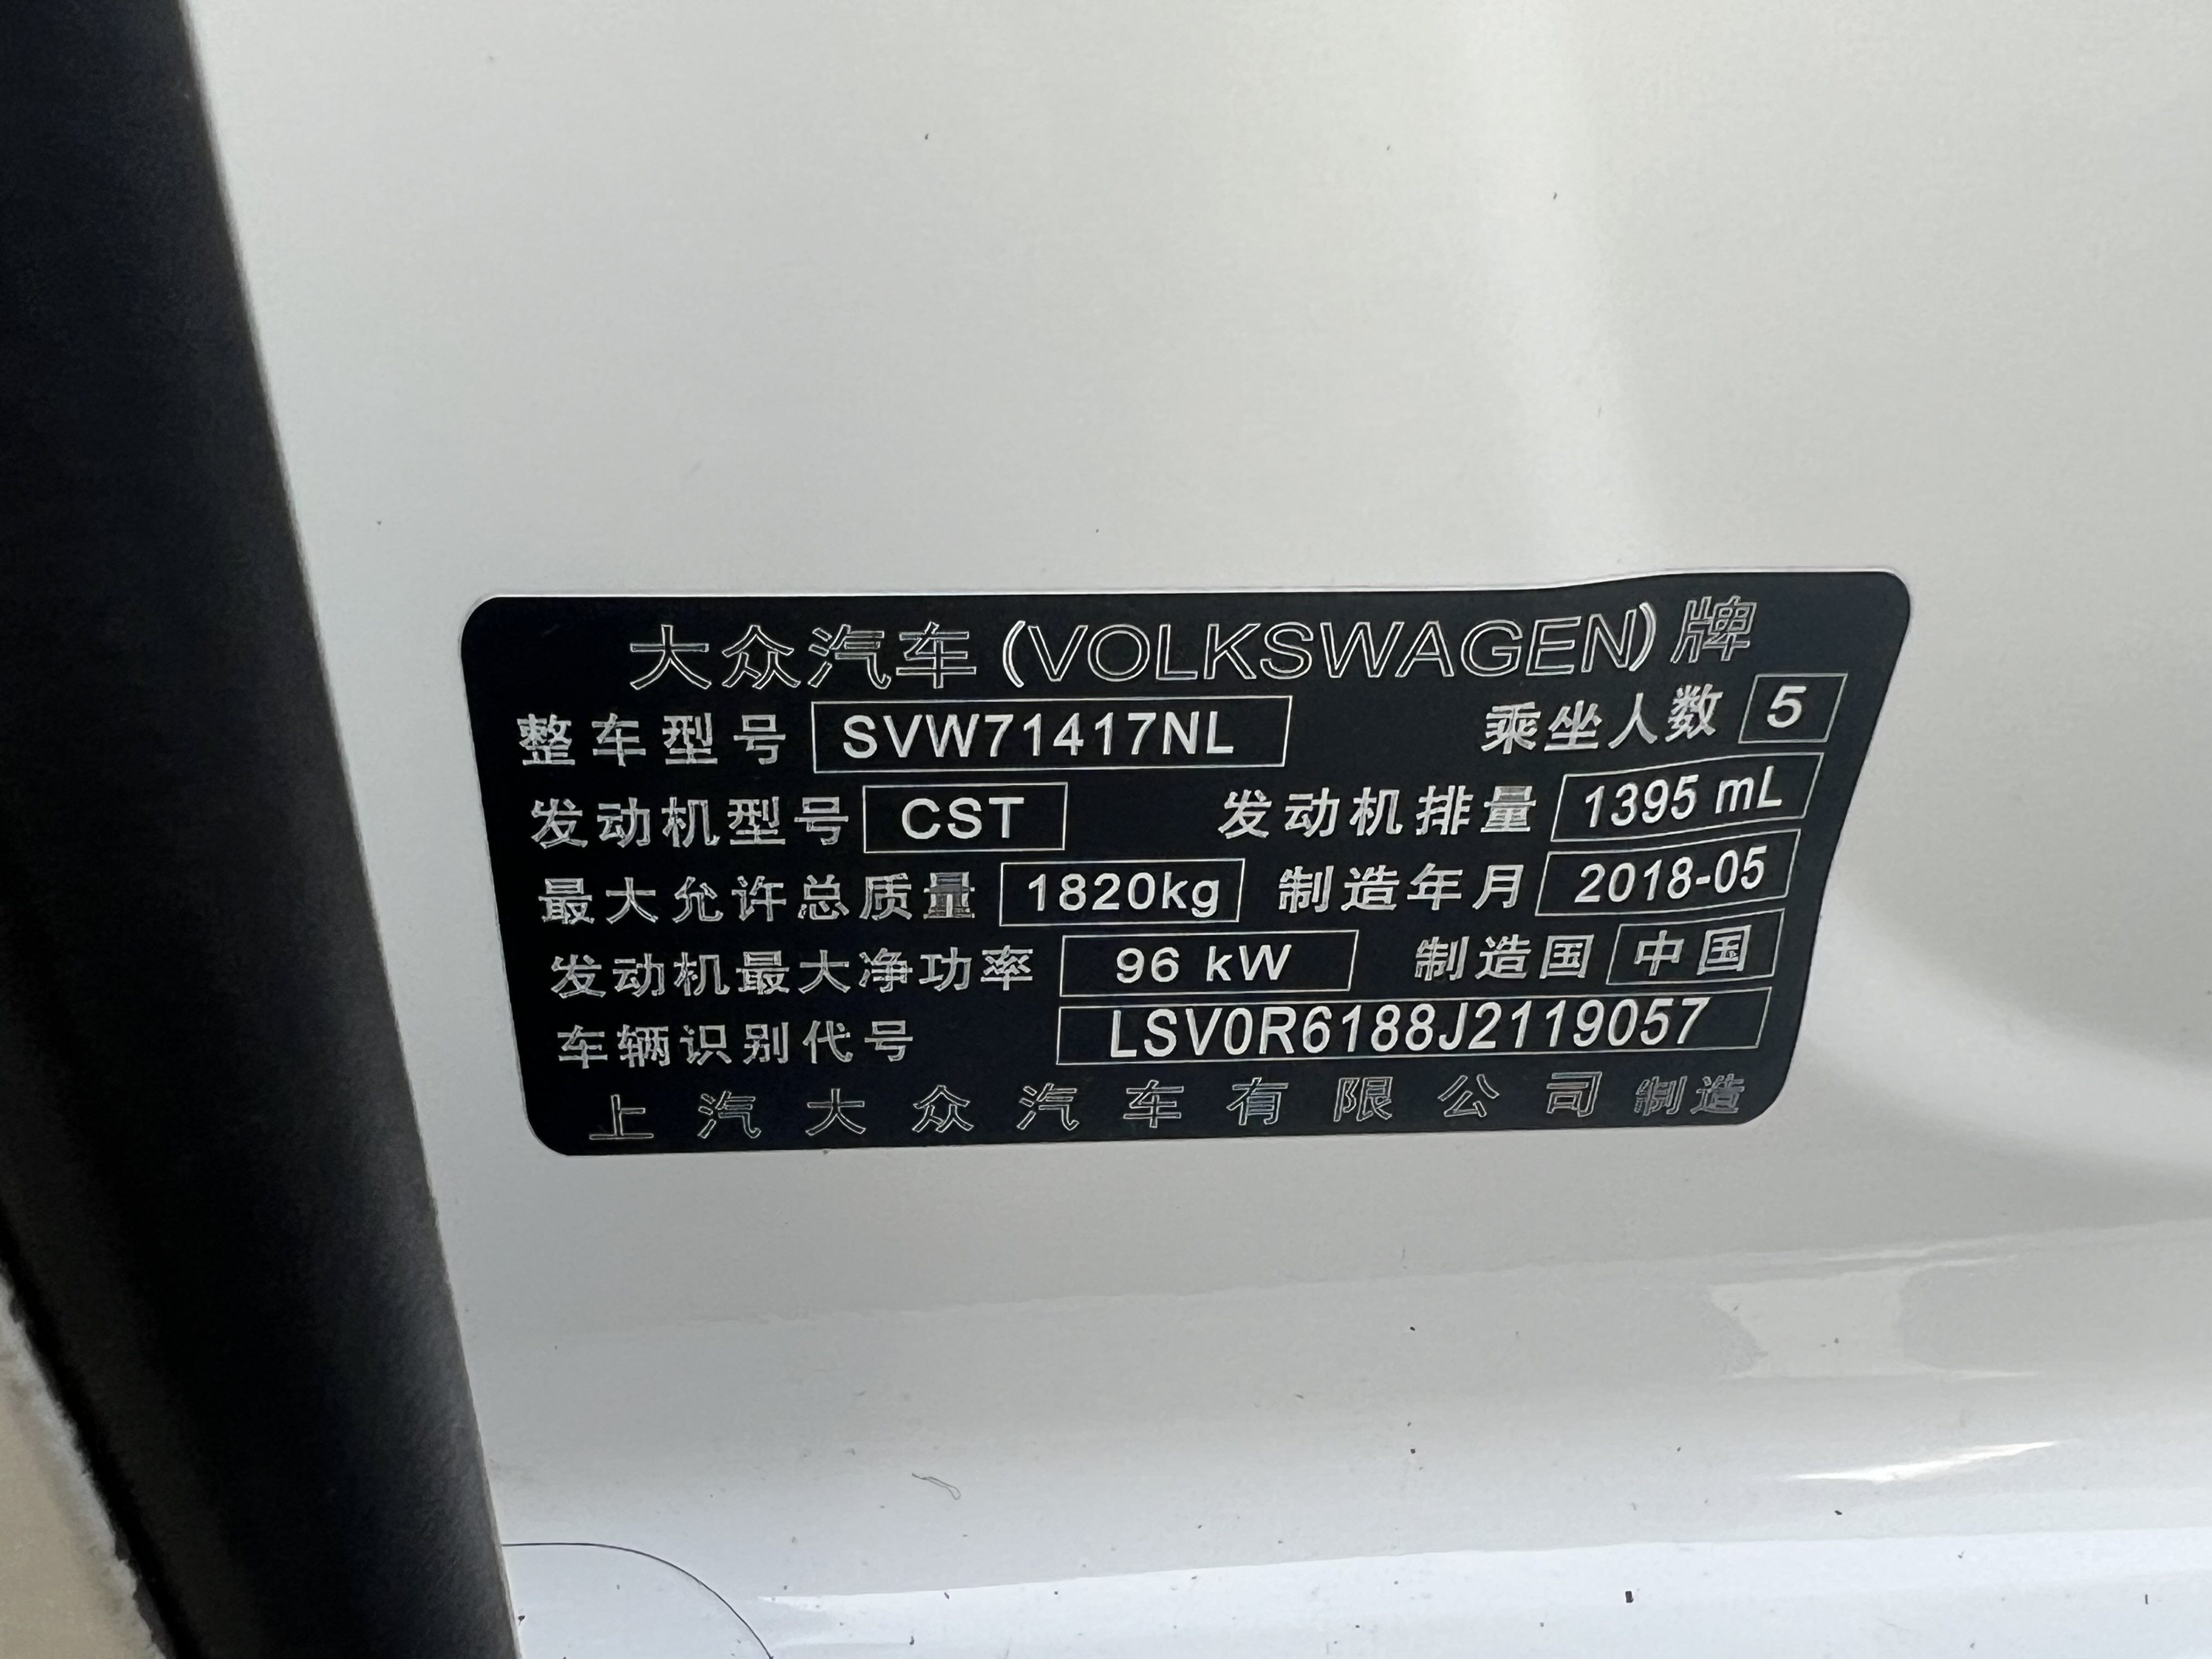 大众汽车(VOLKSWAGEN)牌
整车型号 SVW71417NL 乘坐人数 5
发动机型号 CST 发动机排量 1395 mL
最大允许总质量 1820kg 制造年月 2018-05
发动机最大净功率 96 kW 制造国 中国
车辆识别代号 LSV0R6188J2119057
上汽大众汽车有限公司制造